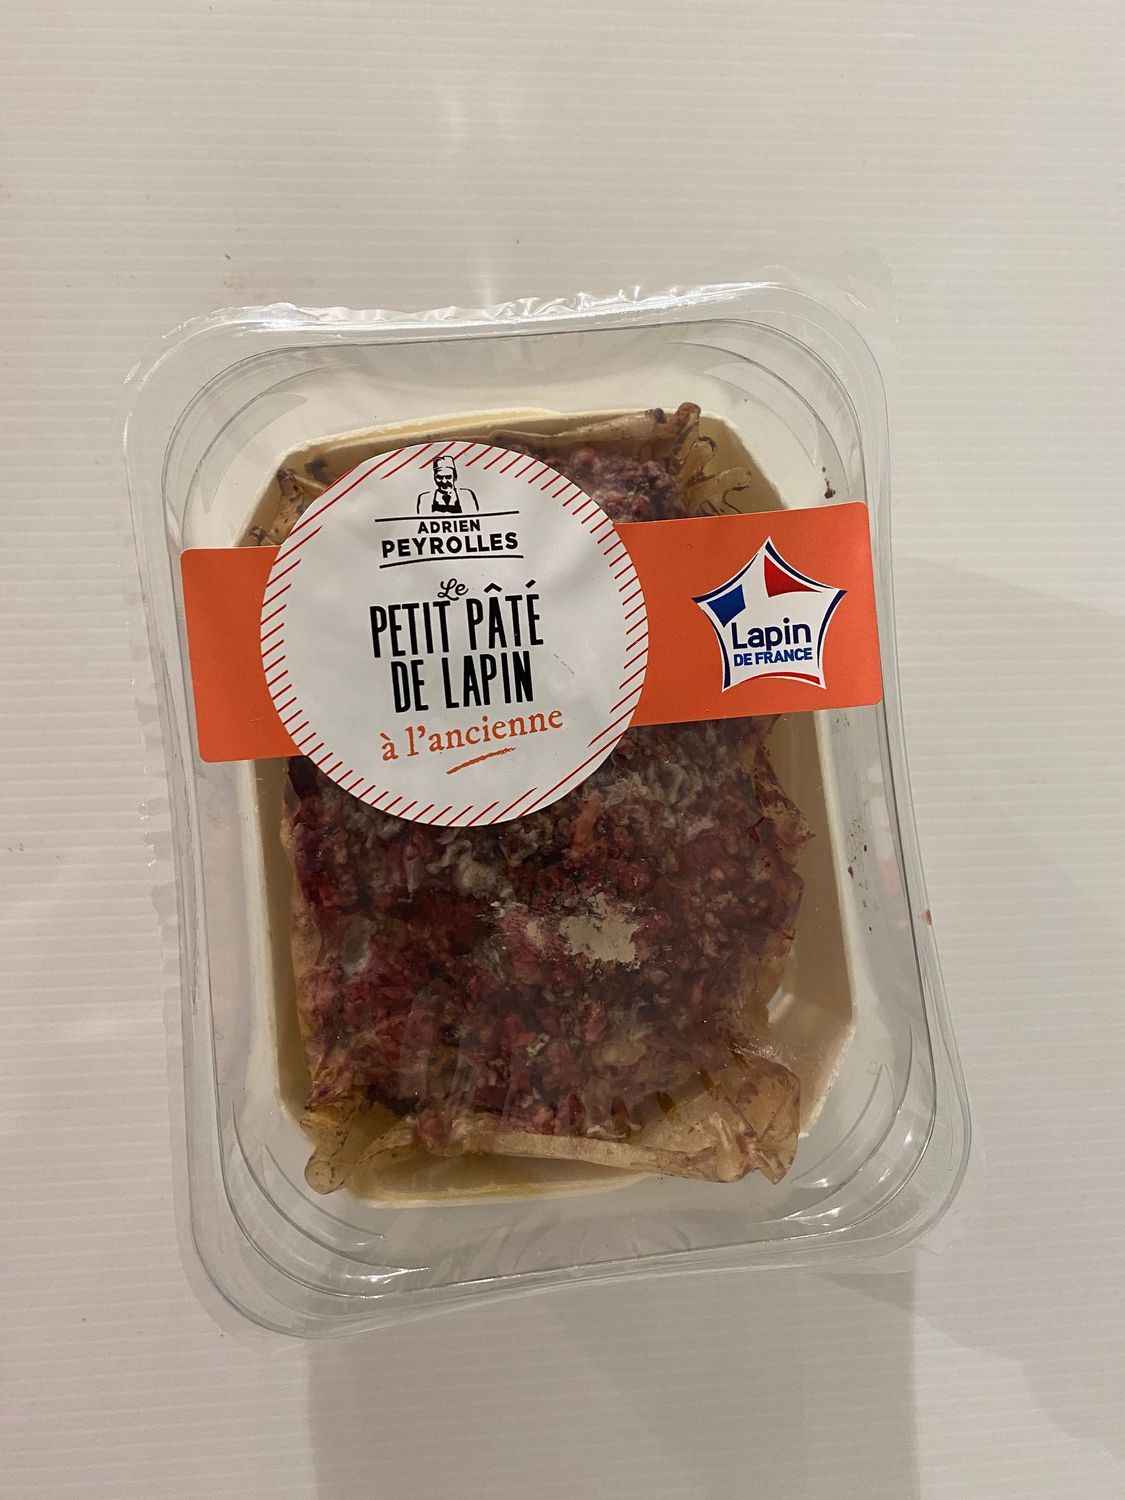 ADRIEN
PEYROLLES
Le
PETIT PÂTÉ
DE LAPIN
à l'ancienne
Lapin
DE FRANCE